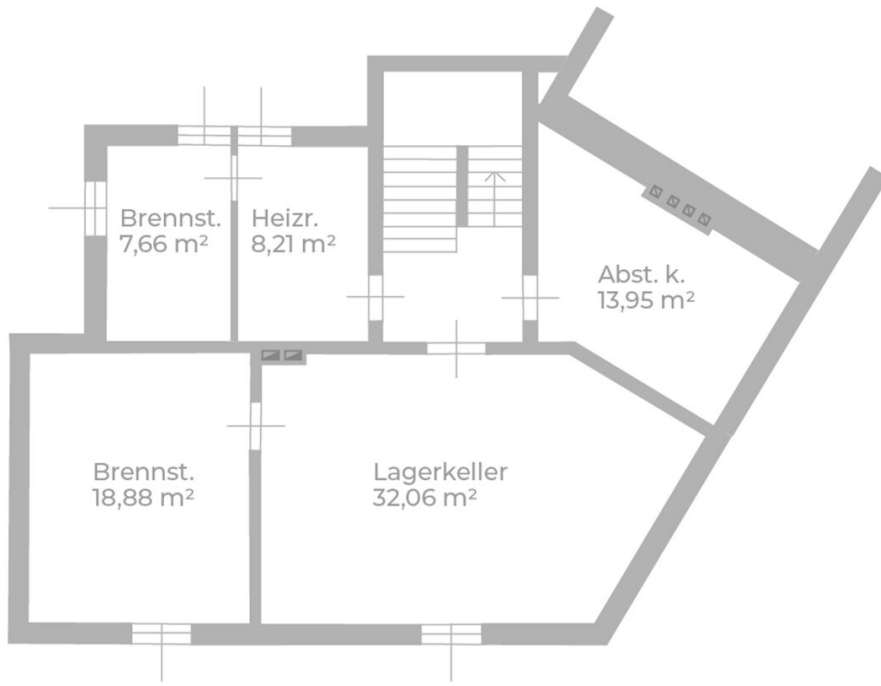 Brennst.
7,66 m²
Heizr.
8,21 m²
Abst. k.
13,95 m²
Brennst.
18,88 m²
Lagerkeller
32,06 m²